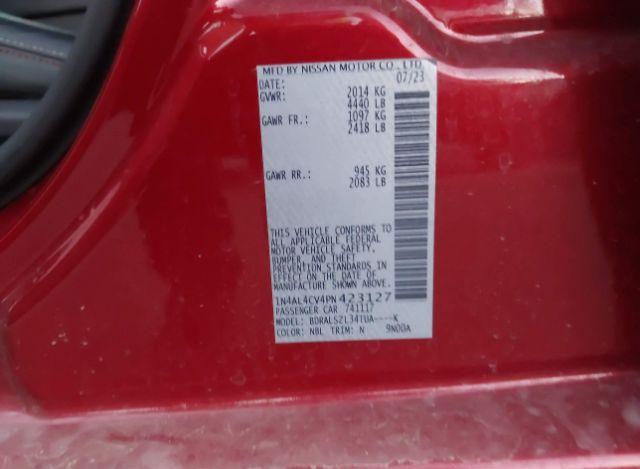 MFD BY NISSAN MOTOR CO., LTD.
DATE: 07/23
GVWR: 2014 KG
4440 LB
GAWR FR.: 1097 KG
2418 LB
GAWR RR.: 945 KG
2083 LB
THIS VEHICLE CONFORMS TO
ALL APPLICABLE FEDERAL
MOTOR VEHICLE SAFETY,
BUMPER, AND THEFT
PREVENTION STANDARDS IN
EFFECT ON THE DATE OF
MANUFACTURE SHOWN ABOVE.
1N4AL4CV4PN 423127
PASSENGER CAR 741117
MODEL: BDRALSZL34TUA----K
COLOR: NBL TRIM: N 9N00A